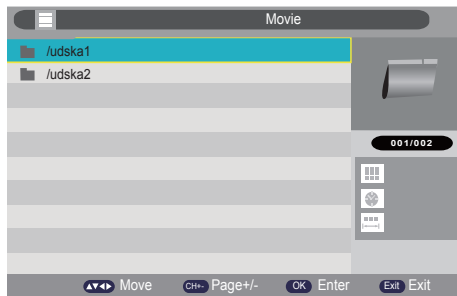 Movie
/udska1
/udska2
001/002
Move CH+- Page+/- OK Enter Exit Exit